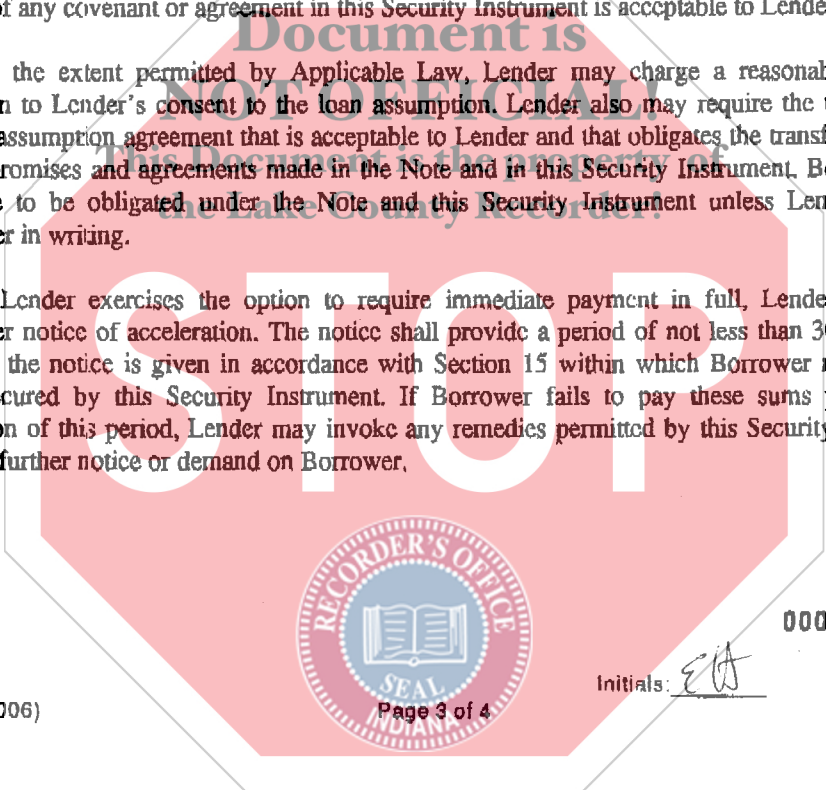 of any covenant or agreement in this Security Instrument is acceptable to Lende
Document is
the extent permitted by Applicable Law, Lender may charge a reasonab
NOT OFFICIAL!
n to Lender's consent to the loan assumption. Lender also may require the
assumption agreement that is acceptable to Lender and that obligates the transf
This Document is the property of
romises and agreements made in the Note and in this Security Instrument. B
the Lake County Recorder!
to be obligated under the Note and this Security Instrument unless Len
er in writing.
STOP
Lender exercises the option to require immediate payment in full, Lende
er notice of acceleration. The notice shall provide a period of not less than 3
the notice is given in accordance with Section 15 within which Borrower
cured by this Security Instrument. If Borrower fails to pay these sums
on of this period, Lender may invoke any remedies permitted by this Security
further notice or demand on Borrower.
RECORDER'S OFFICE
SEAL
INDIANA
000
Initials: EH
006)
Page 3 of 4